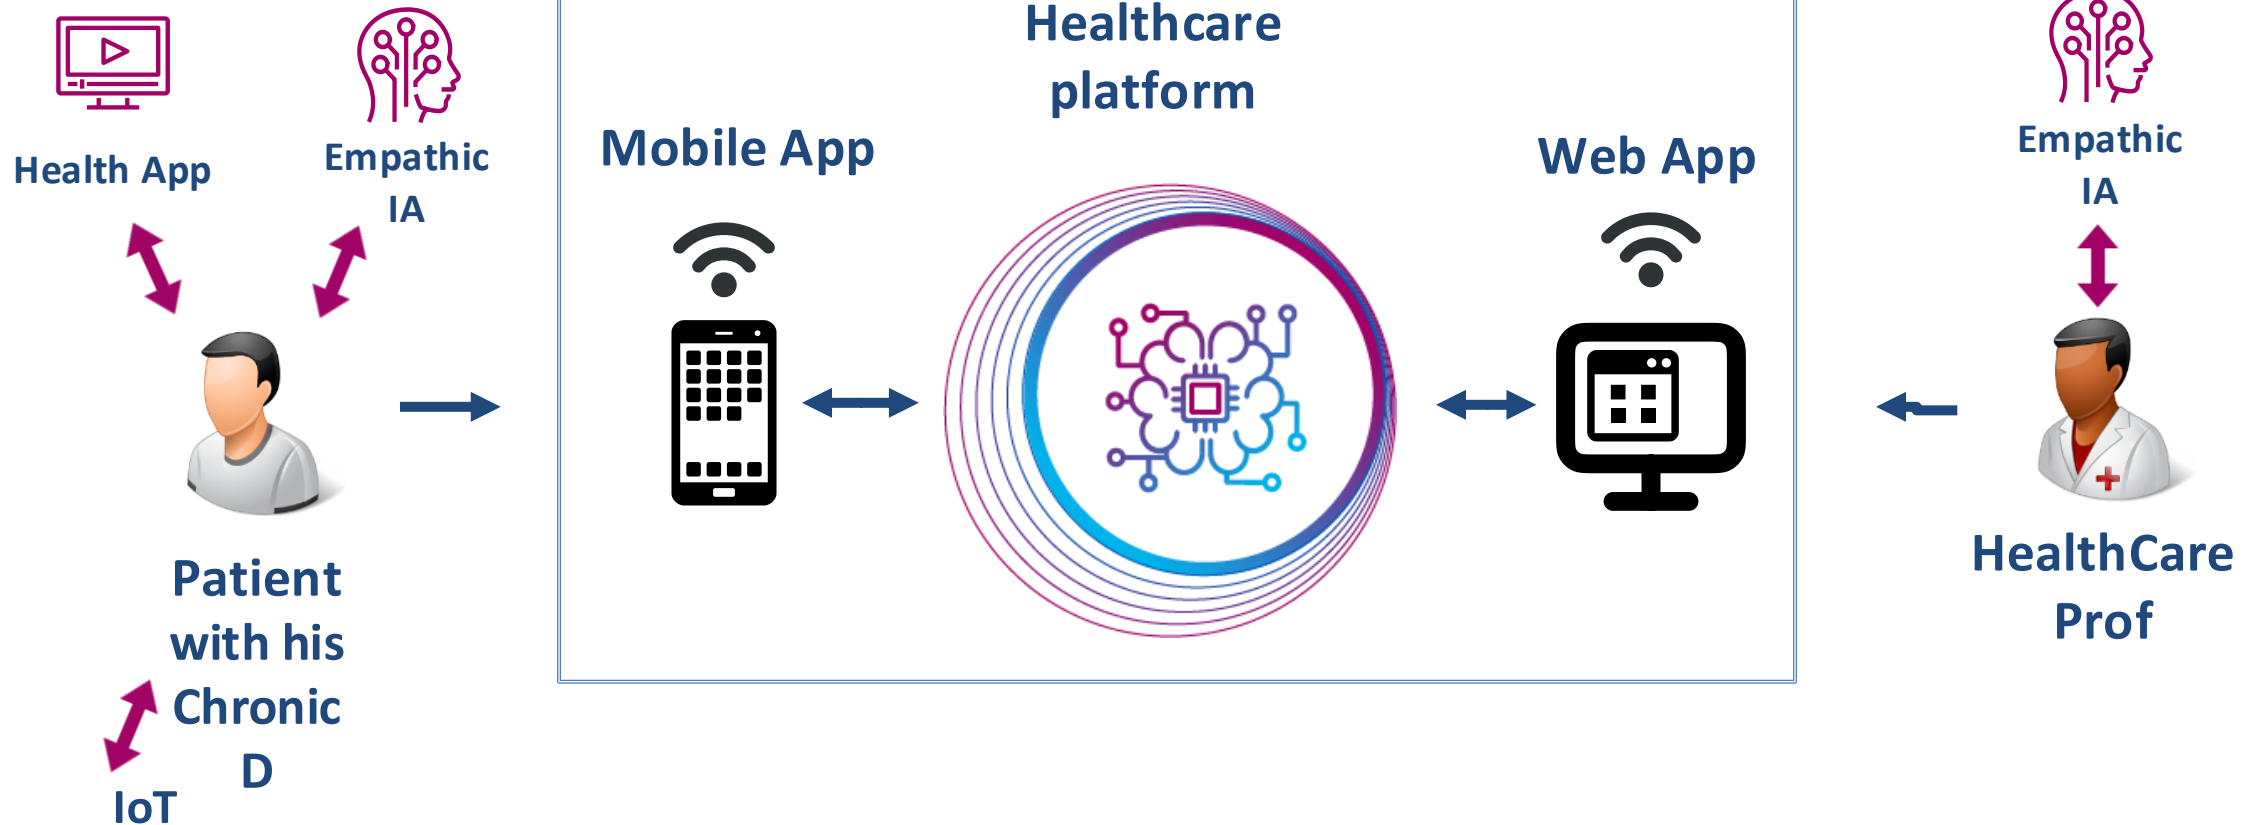 Health App
Empathic
IA
Patient
with his
Chronic
D
IoT
Healthcare
platform
Mobile App
Web App
Empathic
IA
HealthCare
Prof